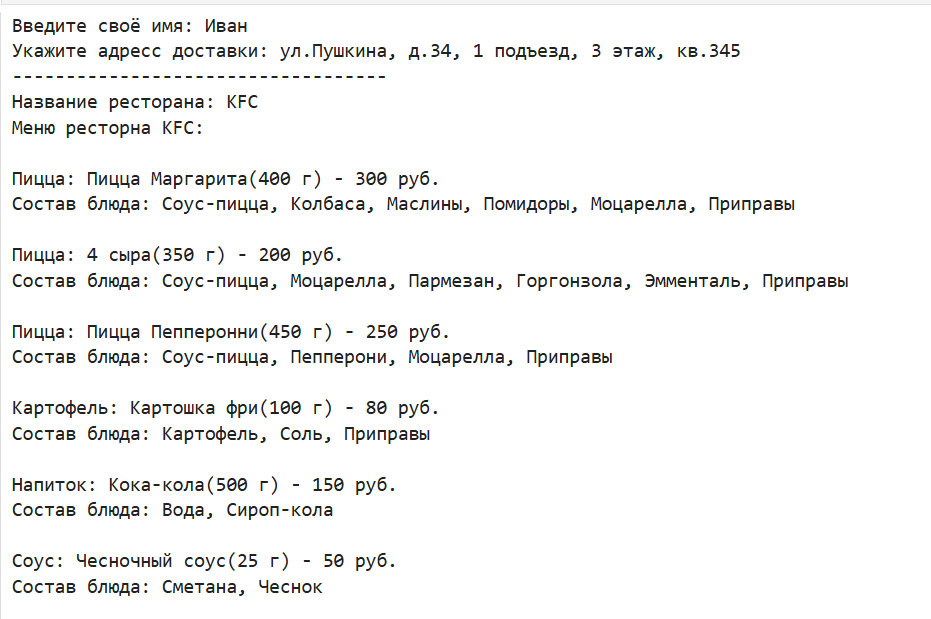 Введите своё имя: Иван
Укажите адресс доставки: ул.Пушкина, д.34, 1 подъезд, 3 этаж, кв.345
-----------------------------------
Название ресторана: KFC
Меню ресторна KFC:
Пицца: Пицца Маргарита(400 г) - 300 руб.
Состав блюда: Соус-пицца, Колбаса, Маслины, Помидоры, Моцарелла, Приправы
Пицца: 4 сыра(350 г) - 200 руб.
Состав блюда: Соус-пицца, Моцарелла, Пармезан, Горгонзола, Эмменталь, Приправы
Пицца: Пицца Пепперонни(450 г) - 250 руб.
Состав блюда: Соус-пицца, Пепперони, Моцарелла, Приправы
Картофель: Картошка фри(100 г) - 80 руб.
Состав блюда: Картофель, Соль, Приправы
Напиток: Кока-кола(500 г) - 150 руб.
Состав блюда: Вода, Сироп-кола
Соус: Чесночный соус(25 г) - 50 руб.
Состав блюда: Сметана, Чеснок